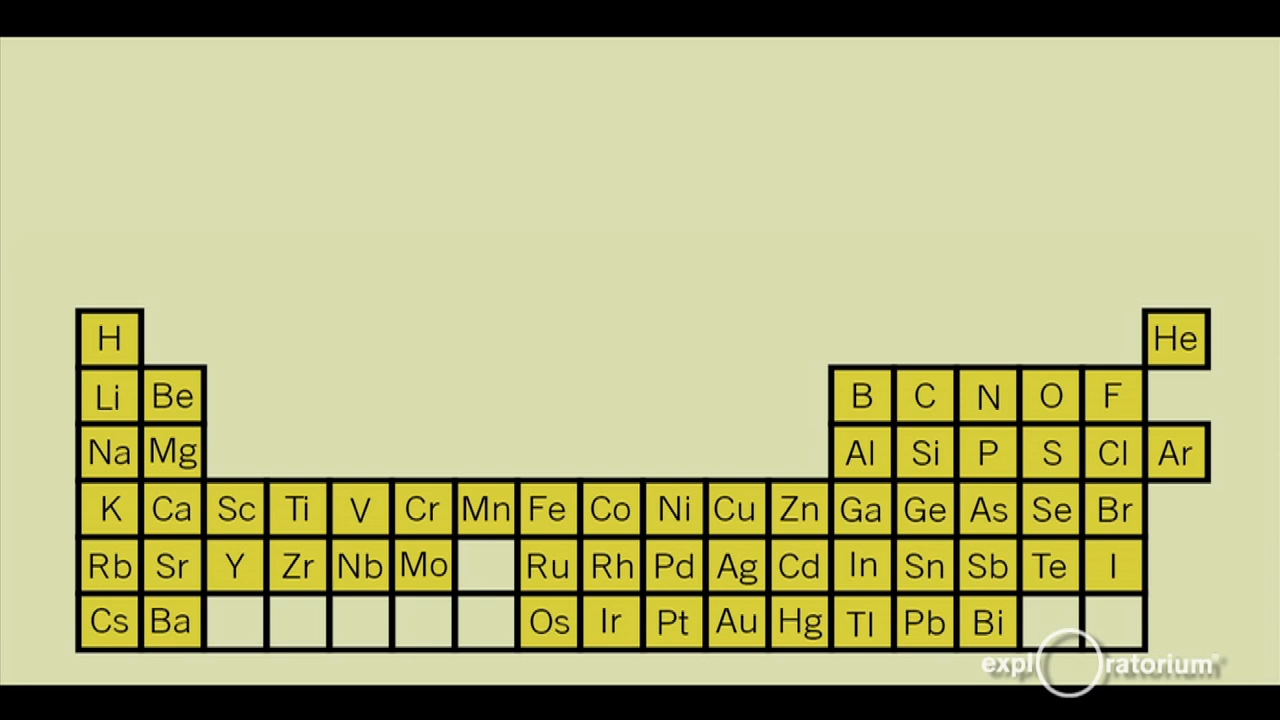 H He
Li Be B C N O F
Na Mg Al Si P S Cl Ar
K Ca Sc Ti V Cr Mn Fe Co Ni Cu Zn Ga Ge As Se Br
Rb Sr Y Zr Nb Mo Ru Rh Pd Ag Cd In Sn Sb Te I
Cs Ba Os Ir Pt Au Hg Tl Pb Bi
exploratorium®